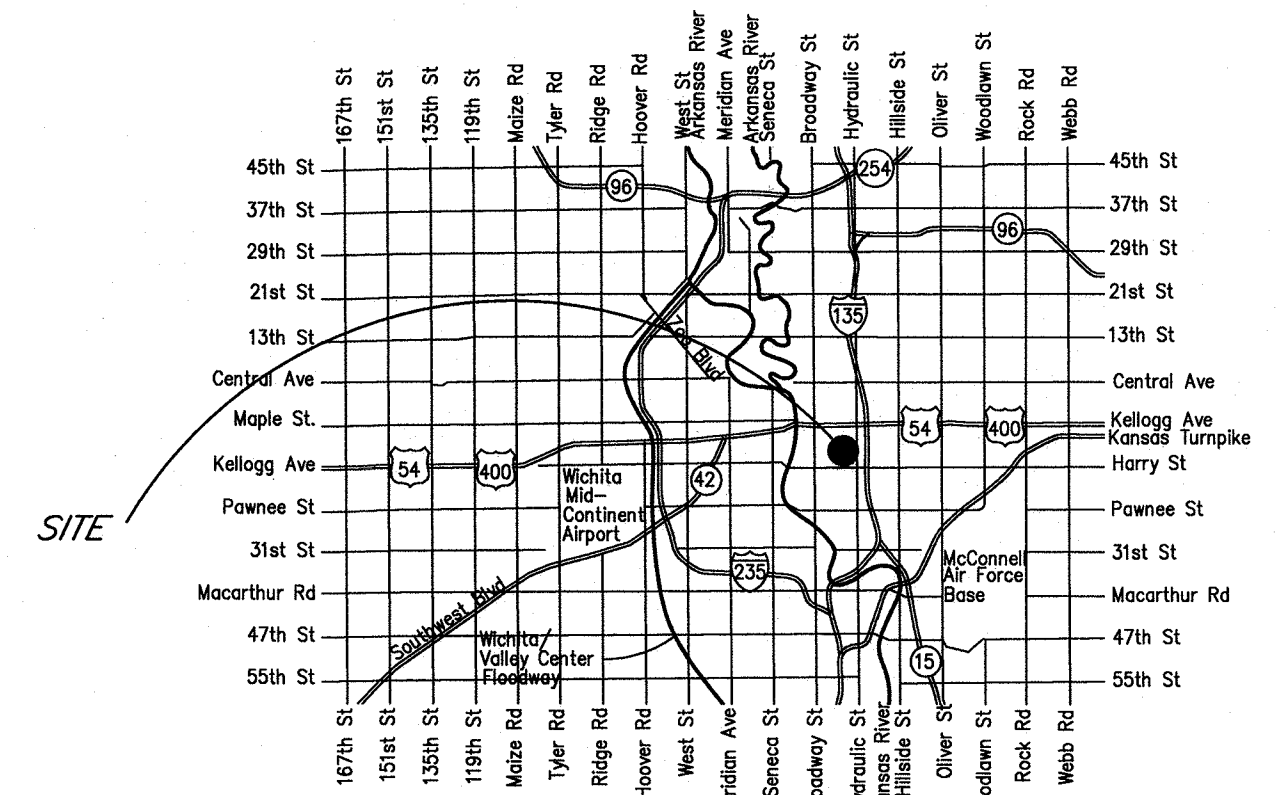 167th St
151st St
135th St
119th St
Maize Rd
Tyler Rd
Ridge Rd
Hoover Rd
West St
Arkansas River
Meridian Ave
Arkansas River
Seneca St
Broadway St
Hydraulic St
Hillside St
Oliver St
Woodlawn St
Rock Rd
Webb Rd
45th St
254
45th St
96
37th St
37th St
96
29th St
29th St
21st St
21st St
135
13th St
13th St
Zoo Blvd
Central Ave
Central Ave
Maple St.
54
400
Kellogg Ave
Kansas Turnpike
Kellogg Ave
54
400
Wichita
Mid-
Continent
Airport
42
Harry St
Pawnee St
Pawnee St
SITE
31st St
31st St
235
McConnell
Air Force
Base
Macarthur Rd
Macarthur Rd
Southwest Blvd
47th St
Wichita/
Valley Center
Floodway
47th St
15
55th St
55th St
167th St
151st St
135th St
119th St
Maize Rd
Tyler Rd
Ridge Rd
Hoover Rd
West St
ridian Ave
Seneca St
oadway St
ydraulic St
ansas River
Hillside St
Oliver St
odlawn St
Rock Rd
Webb Rd